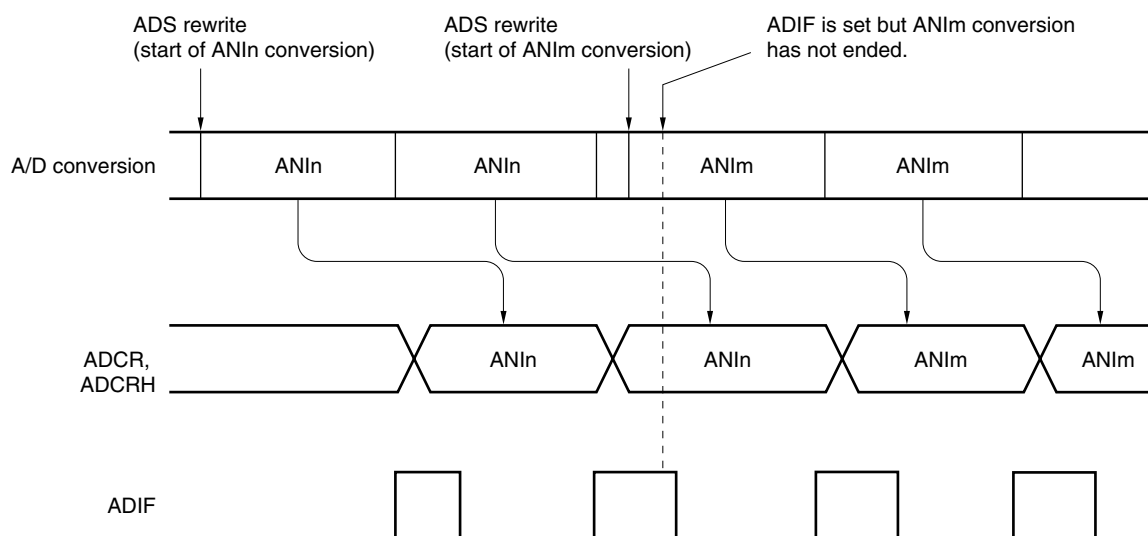 ADS rewrite
(start of ANIn conversion)
ADS rewrite
(start of ANIm conversion)
ADIF is set but ANIm conversion
has not ended.
A/D conversion
ANIn
ANIn
ANIm
ANIm
ADCR,
ADCRH
ANIn
ANIn
ANIm
ANIm
ADIF